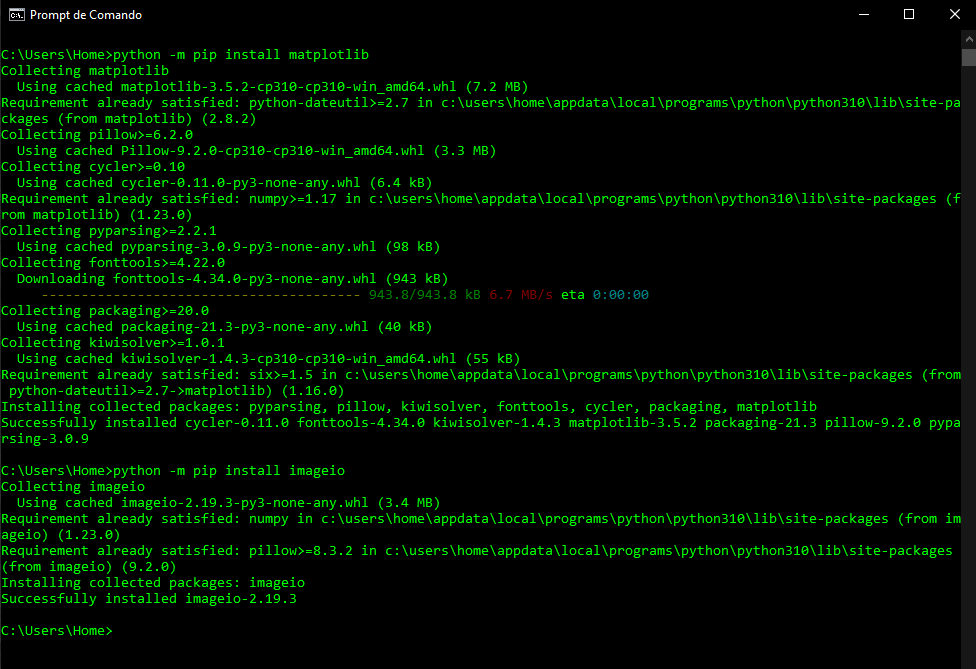 Prompt de Comando
C:\Users\Home>python -m pip install matplotlib
Collecting matplotlib
  Using cached matplotlib-3.5.2-cp310-cp310-win_amd64.whl (7.2 MB)
Requirement already satisfied: python-dateutil>=2.7 in c:\users\home\appdata\local\programs\python\python310\lib\site-pa
ckages (from matplotlib) (2.8.2)
Collecting pillow>=6.2.0
  Using cached Pillow-9.2.0-cp310-cp310-win_amd64.whl (3.3 MB)
Collecting cycler>=0.10
  Using cached cycler-0.11.0-py3-none-any.whl (6.4 kB)
Requirement already satisfied: numpy>=1.17 in c:\users\home\appdata\local\programs\python\python310\lib\site-packages (f
rom matplotlib) (1.23.0)
Collecting pyparsing>=2.2.1
  Using cached pyparsing-3.0.9-py3-none-any.whl (98 kB)
Collecting fonttools>=4.22.0
  Downloading fonttools-4.34.0-py3-none-any.whl (943 kB)
     ---------------------------------------- 943.8/943.8 kB 6.7 MB/s eta 0:00:00
Collecting packaging>=20.0
  Using cached packaging-21.3-py3-none-any.whl (40 kB)
Collecting kiwisolver>=1.0.1
  Using cached kiwisolver-1.4.3-cp310-cp310-win_amd64.whl (55 kB)
Requirement already satisfied: six>=1.5 in c:\users\home\appdata\local\programs\python\python310\lib\site-packages (from
 python-dateutil>=2.7->matplotlib) (1.16.0)
Installing collected packages: pyparsing, pillow, kiwisolver, fonttools, cycler, packaging, matplotlib
Successfully installed cycler-0.11.0 fonttools-4.34.0 kiwisolver-1.4.3 matplotlib-3.5.2 packaging-21.3 pillow-9.2.0 pypa
rsing-3.0.9
C:\Users\Home>python -m pip install imageio
Collecting imageio
  Using cached imageio-2.19.3-py3-none-any.whl (3.4 MB)
Requirement already satisfied: numpy in c:\users\home\appdata\local\programs\python\python310\lib\site-packages (from im
ageio) (1.23.0)
Requirement already satisfied: pillow>=8.3.2 in c:\users\home\appdata\local\programs\python\python310\lib\site-packages
(from imageio) (9.2.0)
Installing collected packages: imageio
Successfully installed imageio-2.19.3
C:\Users\Home>